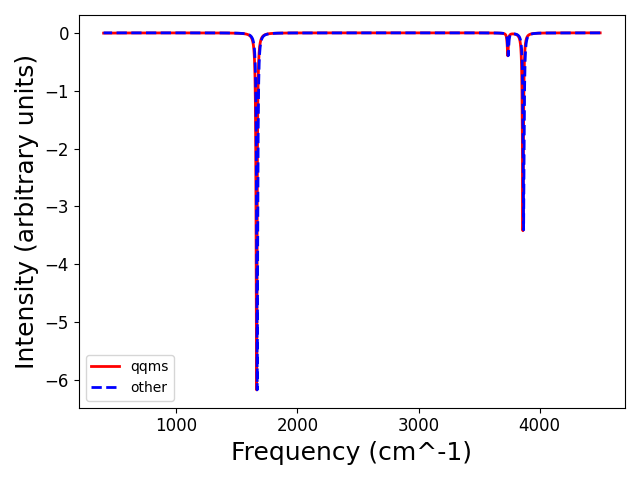 0
−1
−2
−3
−4
−5
−6
Intensity (arbitrary units)
qqms
other
1000 2000 3000 4000
Frequency (cm^-1)